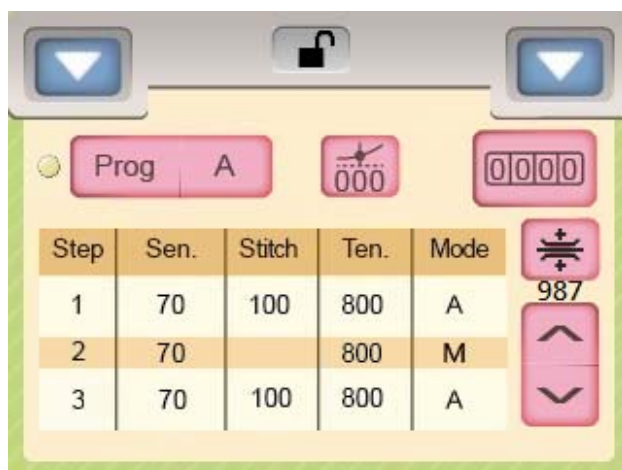 Prog A
000
0000
Step Sen. Stitch Ten. Mode
987
1 70 100 800 A
2 70 800 M
3 70 100 800 A